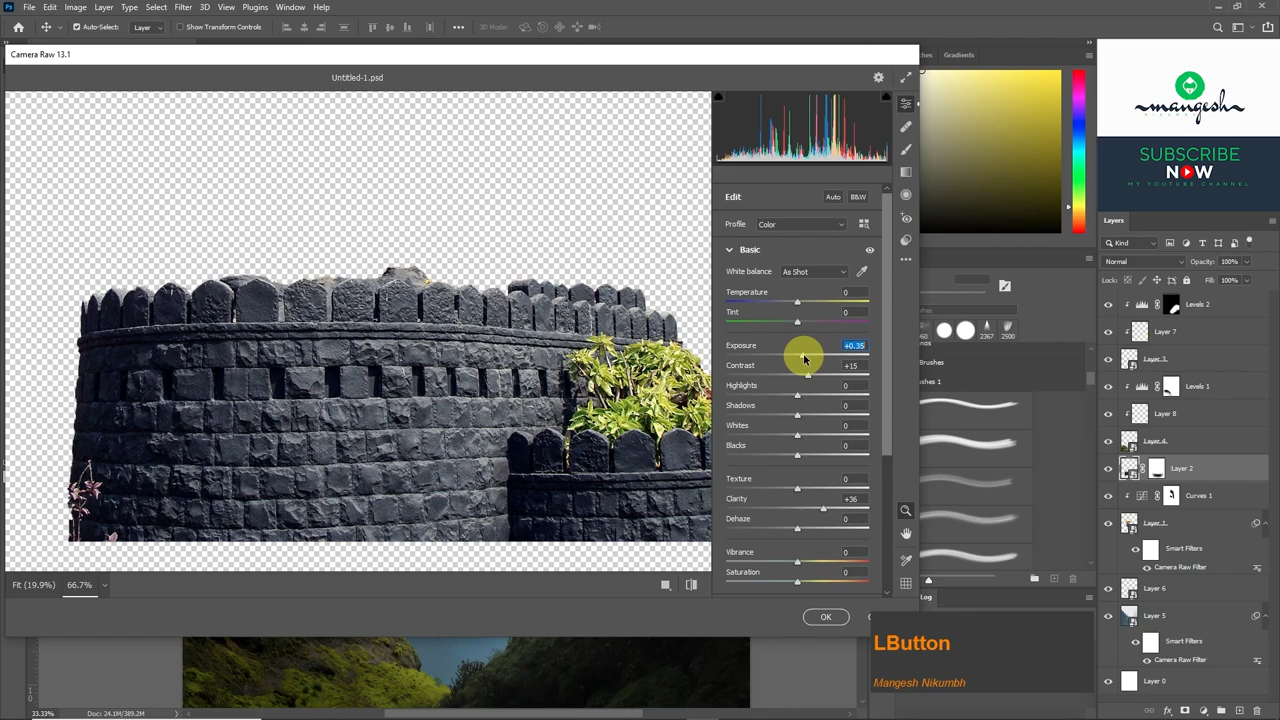 Ps File Edit Image Layer Type Select Filter 3D View Plugins Window Help
Auto-Select: Layer Show Transform Controls 3D Mode:
Camera Raw 13.1
Untitled-1.psd
Gradients
mangesh
SUBSCRIBE
NOW
MY YOUTUBE CHANNEL
Edit Auto B&W
Profile Color
Basic
White balance As Shot
Temperature 0
Tint 0
Exposure +0.35
Contrast +15
Highlights 0
Shadows 0
Whites 0
Blacks 0
Texture 0
Clarity +36
Dehaze 0
Vibrance 0
Saturation 0
Fit (19.9%) 66.7%
OK
2367 2500
Brushes
Layers
Kind
Normal Opacity: 100%
Lock: Fill: 100%
Levels 2
Layer 7
Layer 3
Levels 1
Layer 8
Layer 4
Layer 2
Curves 1
Layer 1
Smart Filters
Camera Raw Filter
Layer 6
Layer 5
Smart Filters
Camera Raw Filter
Layer 0
LButton
Mangesh Nikumbh
33.33% Doc: 24.1M/389.2M